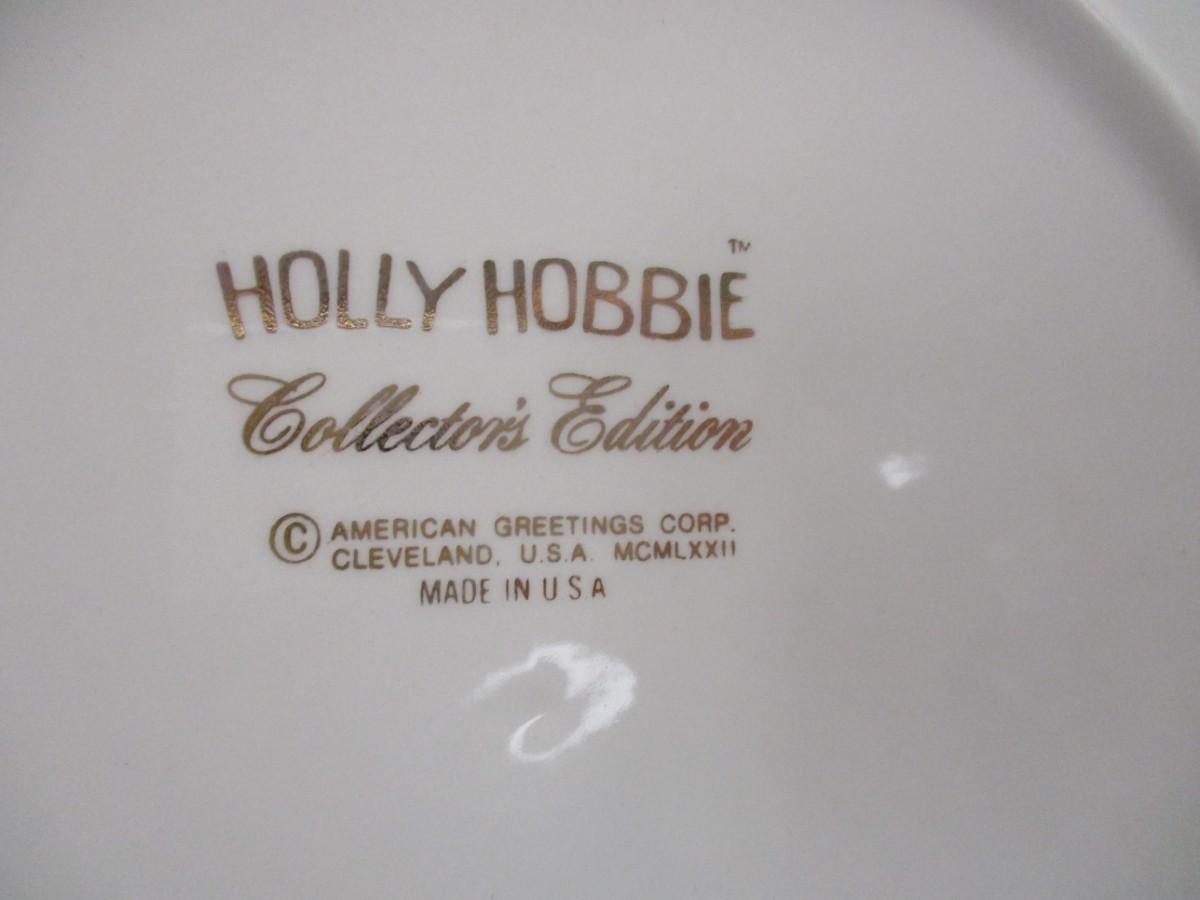 HOLLY HOBBIE™
Collector's Edition
© AMERICAN GREETINGS CORP.
CLEVELAND, U.S.A. MCMLXXII
MADE IN U S A